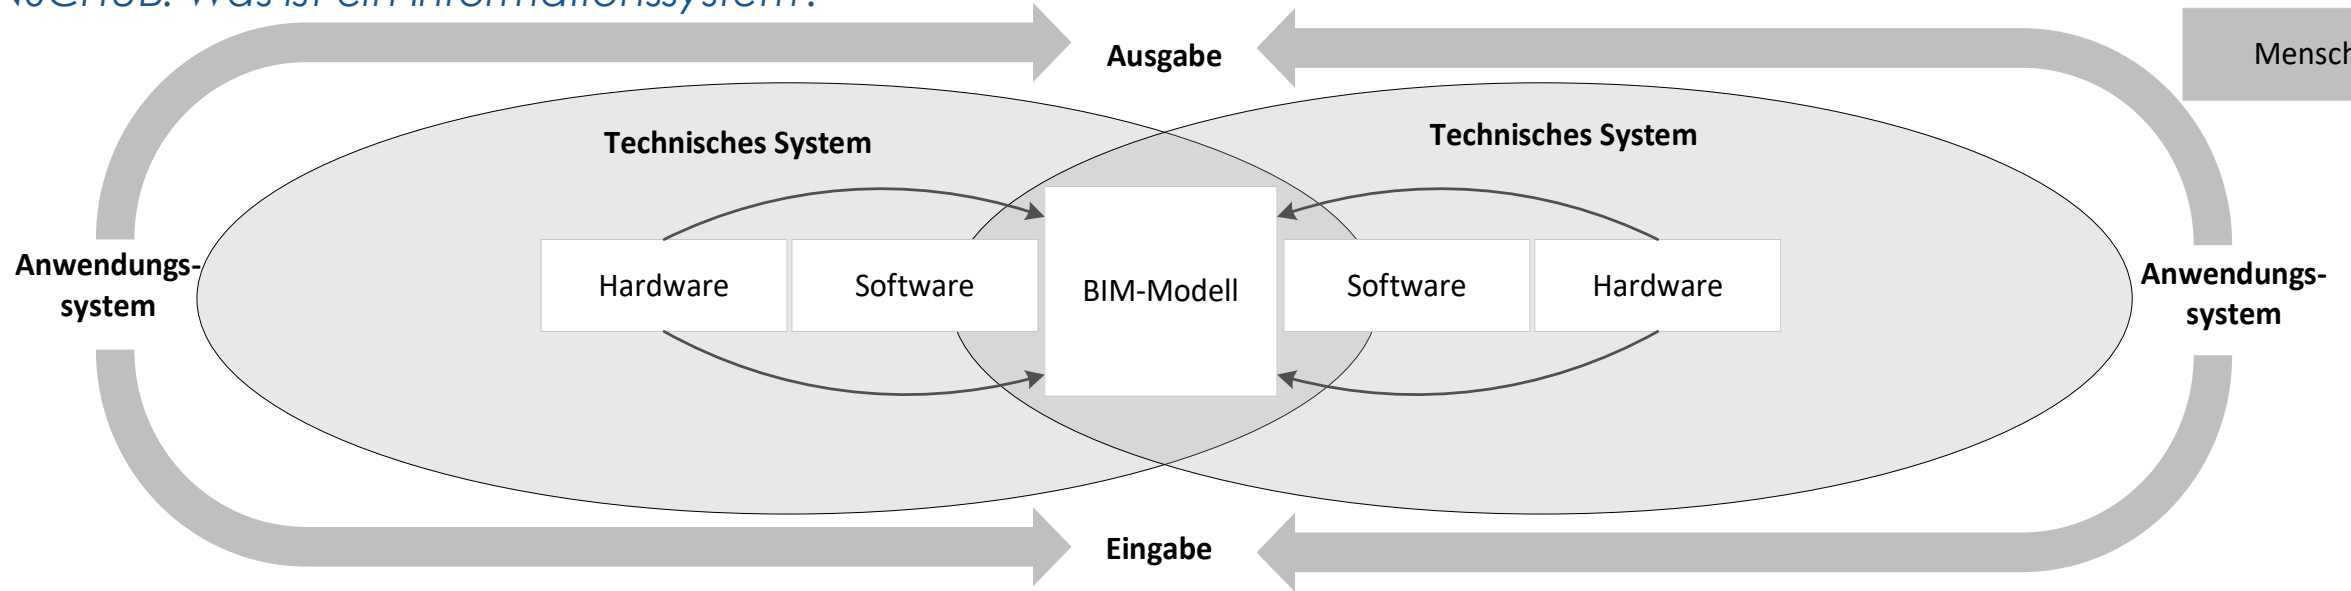 Was ist ein Informationssystem?
Ausgabe
Mensch
Technisches System
Technisches System
Anwendungs-
system
Hardware
Software
BIM-Modell
Software
Hardware
Anwendungs-
system
Eingabe